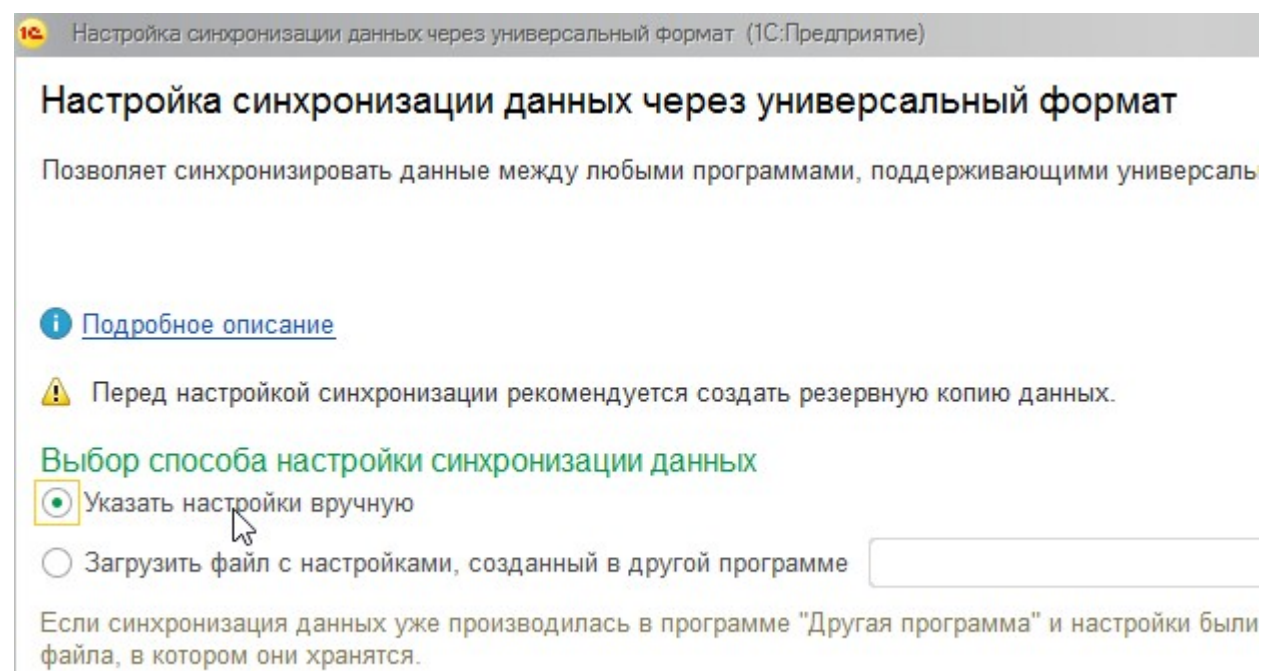 1С Настройка синхронизации данных через универсальный формат (1С:Предприятие)
Настройка синхронизации данных через универсальный формат
Позволяет синхронизировать данные между любыми программами, поддерживающими
Подробное описание
Перед настройкой синхронизации рекомендуется создать резервную копию данных.
Выбор способа настройки синхронизации данных
Указать настройки вручную
Загрузить файл с настройками, созданный в другой программе
Если синхронизация данных уже производилась в программе "Другая программа" и настройки были
файла, в котором они хранятся.